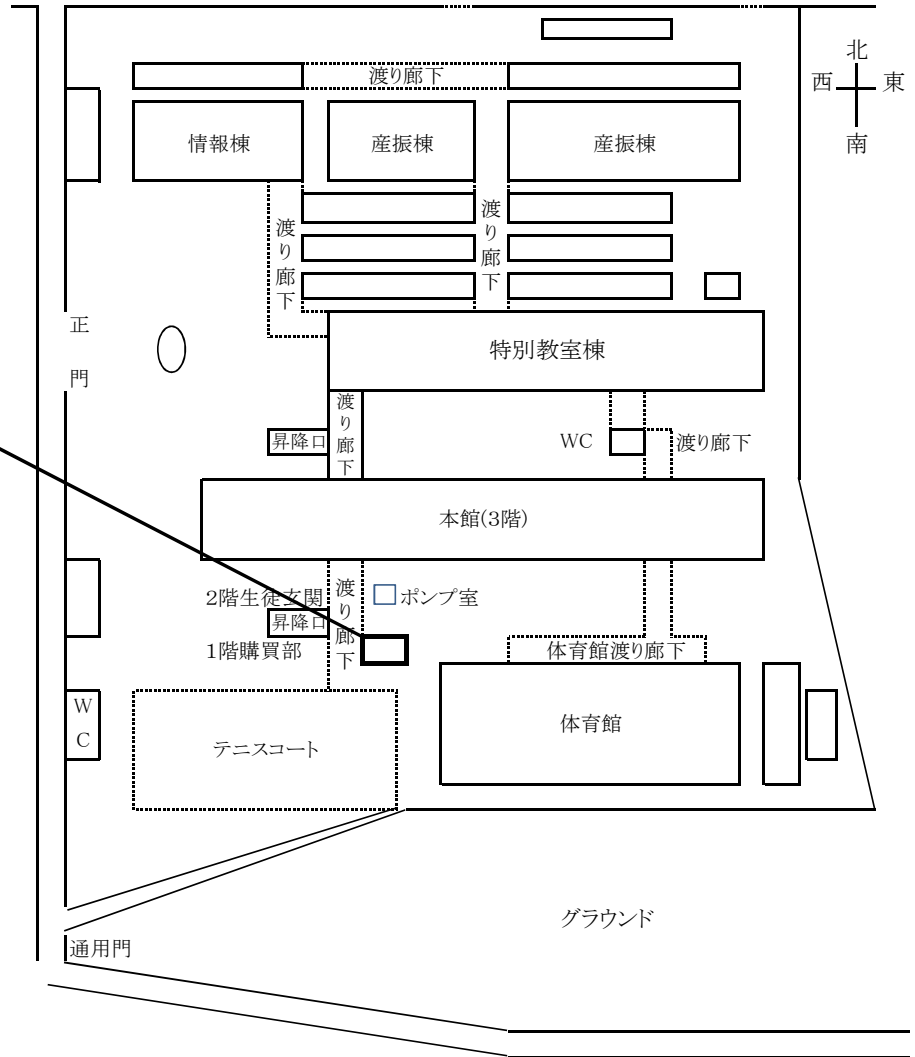 北
西
東
南
渡り廊下
情報棟
産振棟
産振棟
渡り廊下
渡り廊下
正門
特別教室棟
渡り廊下
昇降口
WC
渡り廊下
本館(3階)
2階生徒玄関
渡り廊下
ポンプ室
昇降口
1階購買部
体育館渡り廊下
WC
テニスコート
体育館
グラウンド
通用門